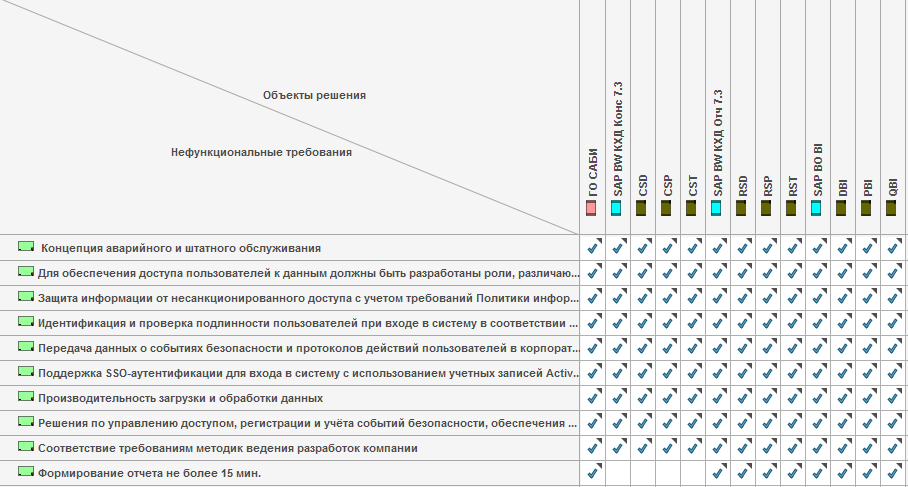 Объекты решения
Нефункциональные требования
ГО САБИ
SAP BW КХД Конс 7.3
CSD
CSP
CST
SAP BW КХД Отч 7.3
RSD
RSP
RST
SAP BO BI
DBI
PBI
QBI
Концепция аварийного и штатного обслуживания
Для обеспечения доступа пользователей к данным должны быть разработаны роли, различаю...
Защита информации от несанкционированного доступа с учетом требований Политики инфор...
Идентификация и проверка подлинности пользователей при входе в систему в соответствии ...
Передача данных о событиях безопасности и протоколов действий пользователей в корпорат...
Поддержка SSO-аутентификации для входа в систему с использованием учетных записей Activ...
Производительность загрузки и обработки данных
Решения по управлению доступом, регистрации и учёта событий безопасности, обеспечения ...
Соответствие требованиям методик ведения разработок компании
Формирование отчета не более 15 мин.